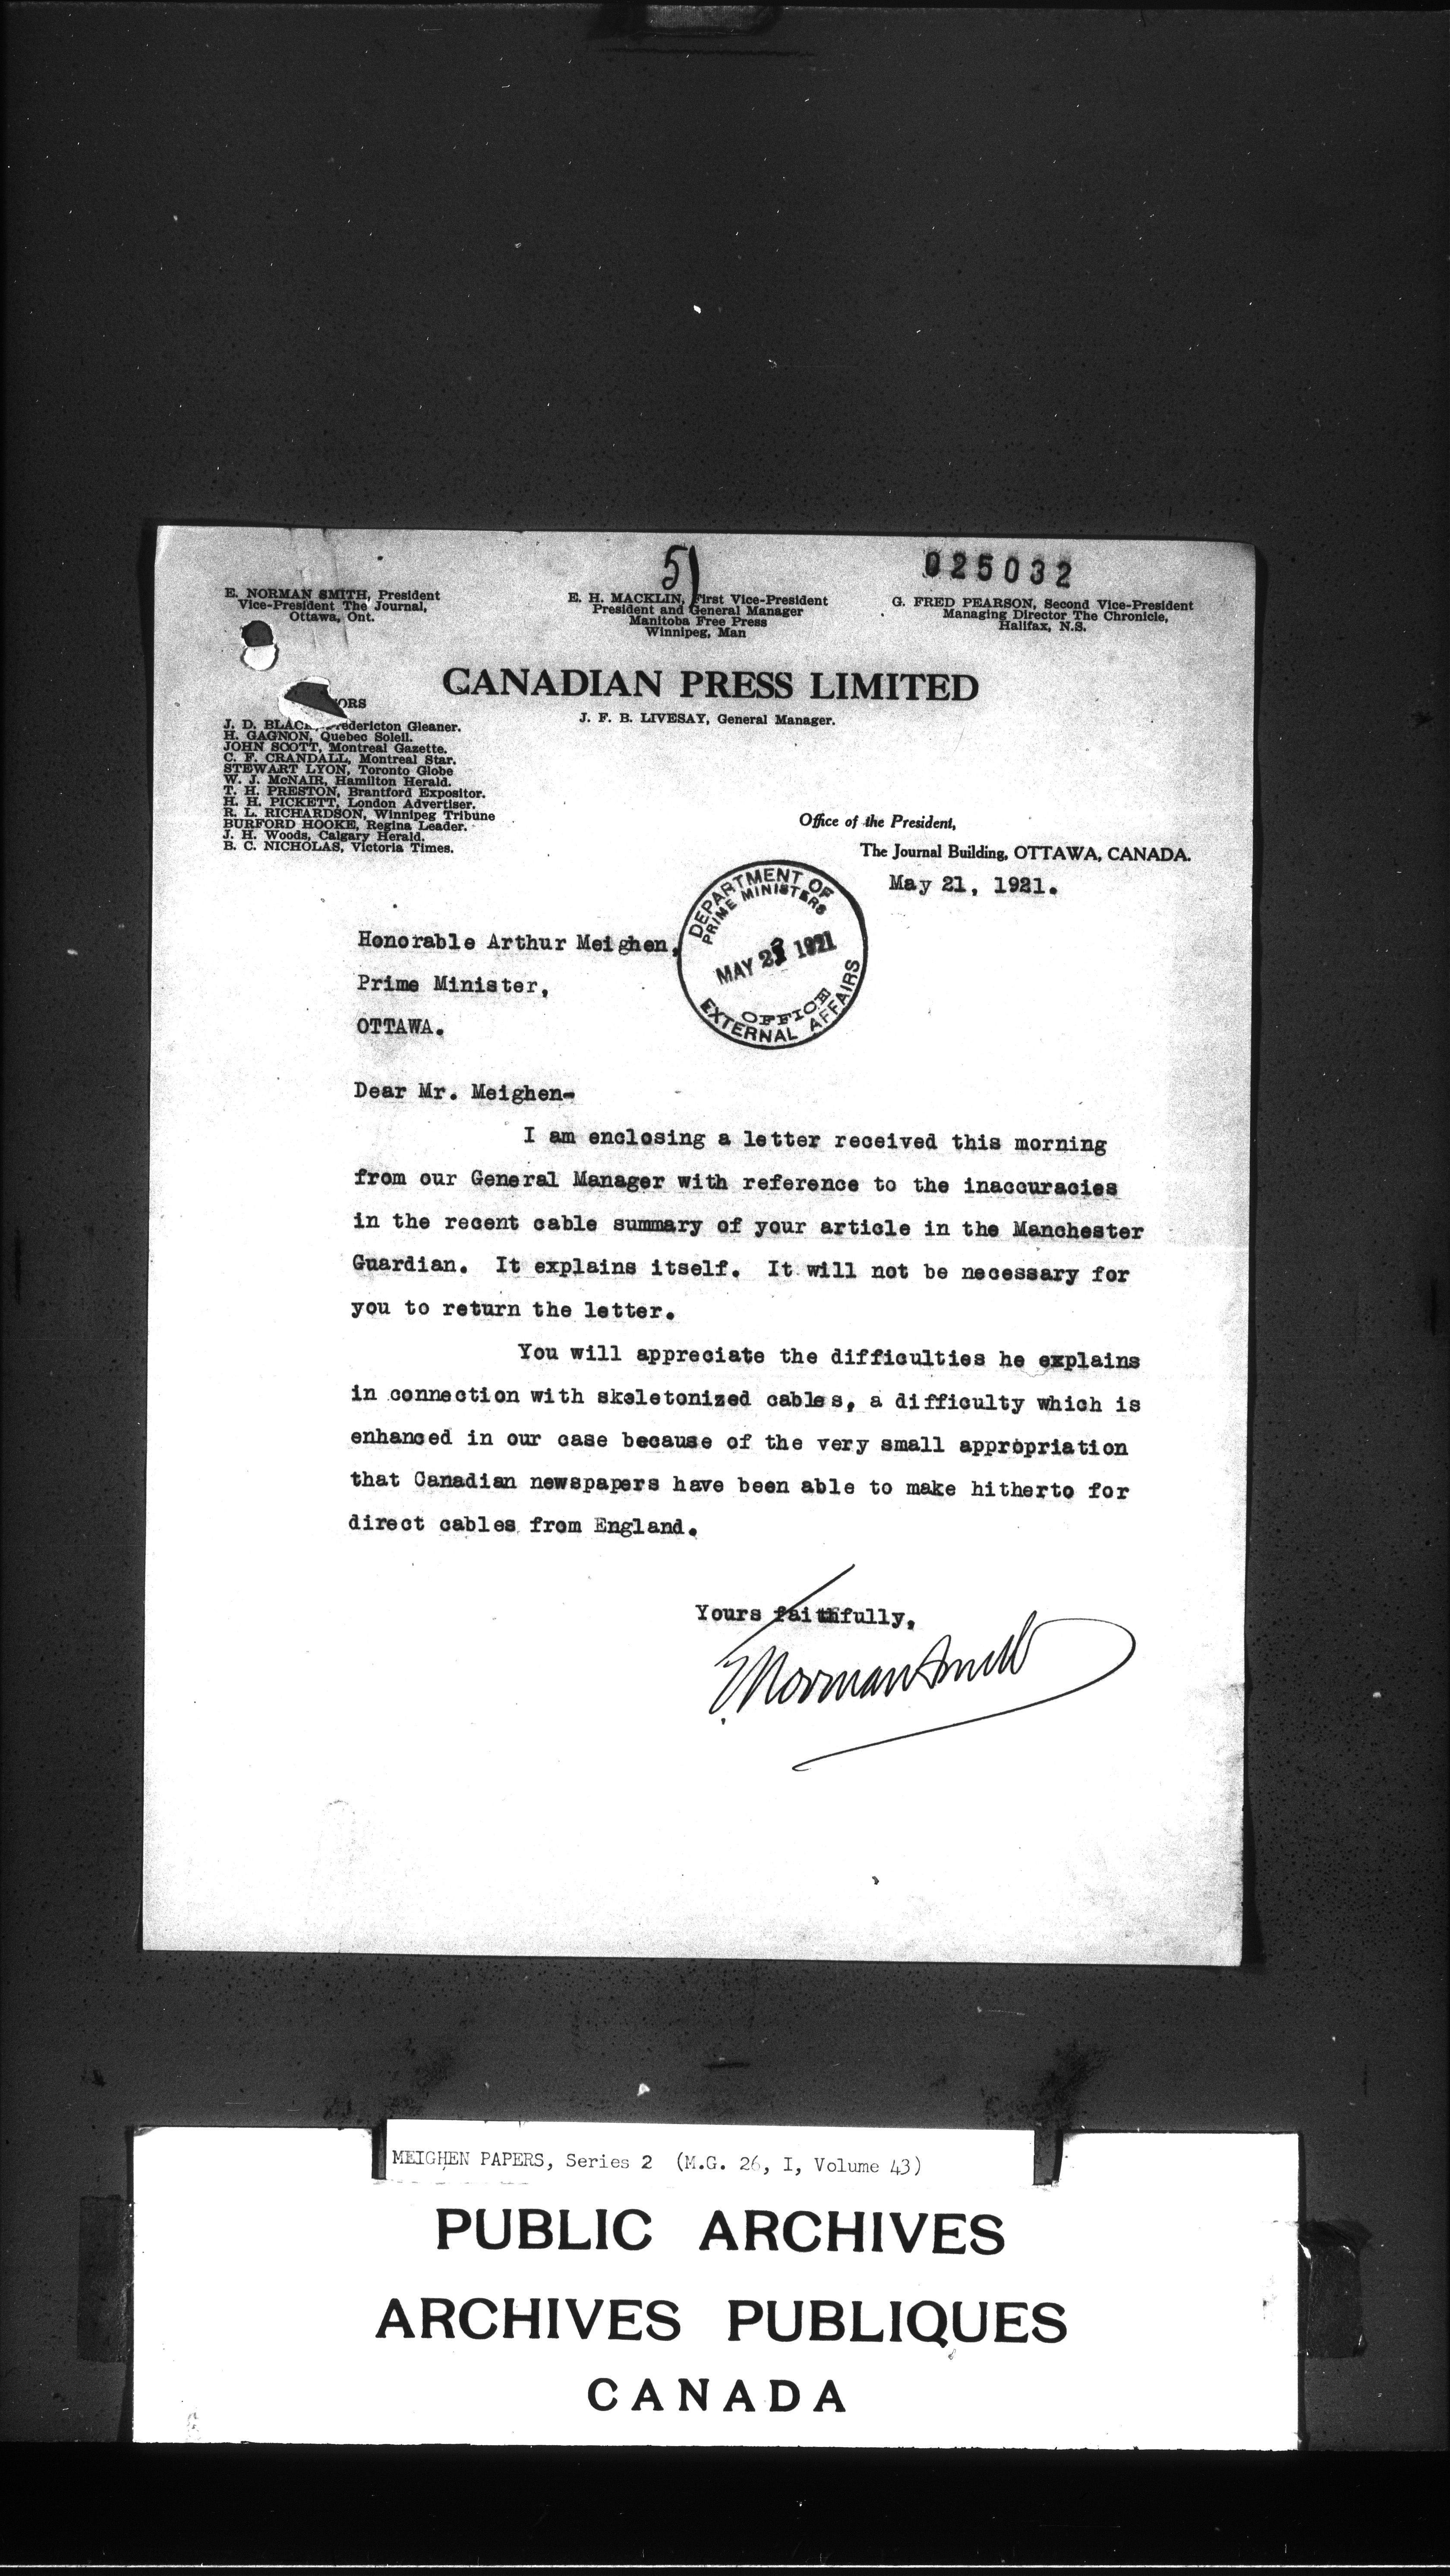 51
025032
E. NORMAN SMITH, President
Vice-President The Journal,
Ottawa, Ont.
E. H. MACKLIN, First Vice-President
President and General Manager
Manitoba Free Press
Winnipeg, Man
G. FRED PEARSON, Second Vice-President
Managing Director The Chronicle,
Halifax, N.S.
CANADIAN PRESS LIMITED
J. F. B. LIVESAY, General Manager.
ORS
J. D. BLACK, Fredericton Gleaner.
H. GAGNON, Quebec Soleil.
JOHN SCOTT, Montreal Gazette.
C. F. CRANDALL, Montreal Star.
STEWART LYON, Toronto Globe
W. J. McNAIR, Hamilton Herald.
T. H. PRESTON, Brantford Expositor.
H. H. PICKETT, London Advertiser.
R. L. RICHARDSON, Winnipeg Tribune
BURFORD HOOKE, Regina Leader.
J. H. Woods, Calgary Herald.
B. C. NICHOLAS, Victoria Times.
Office of the President,
The Journal Building, OTTAWA, CANADA.
May 21, 1921.
DEPARTMENT OF
PRIME MINISTERS
MAY 1921
OFFICE
EXTERNAL AFFAIRS
Honorable Arthur Meighen,
Prime Minister,
OTTAWA.
Dear Mr. Meighen-
I am enclosing a letter received this morning
from our General Manager with reference to the inaccuracies
in the recent cable summary of your article in the Manchester
Guardian. It explains itself. It will not be necessary for
you to return the letter.
You will appreciate the difficulties he explains
in connection with skeletonized cables, a difficulty which is
enhanced in our case because of the very small appropriation
that Canadian newspapers have been able to make hitherto for
direct cables from England.
Yours faithfully,
E. Norman Smith
MEIGHEN PAPERS, Series 2 (M.G. 26, I, Volume 43)
PUBLIC ARCHIVES
ARCHIVES PUBLIQUES
CANADA